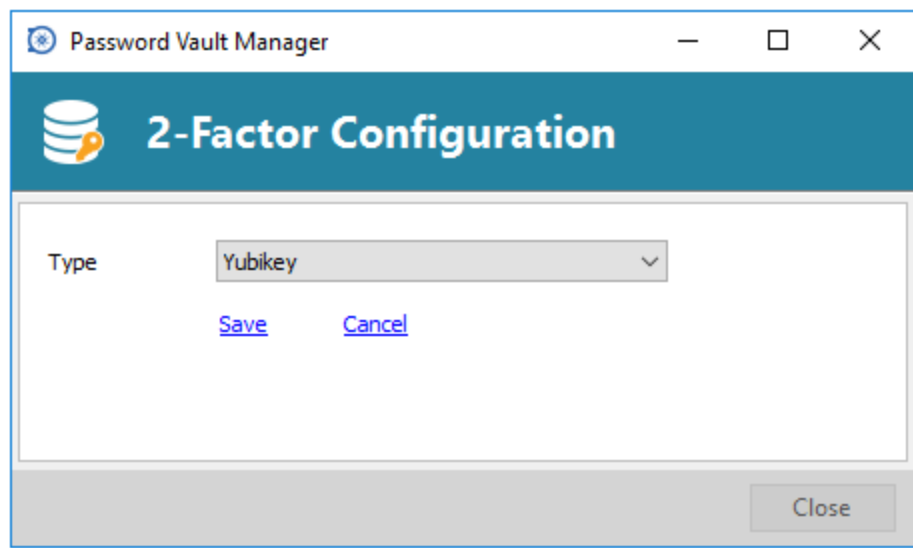 Password Vault Manager
2-Factor Configuration
Type Yubikey
Save Cancel
Close